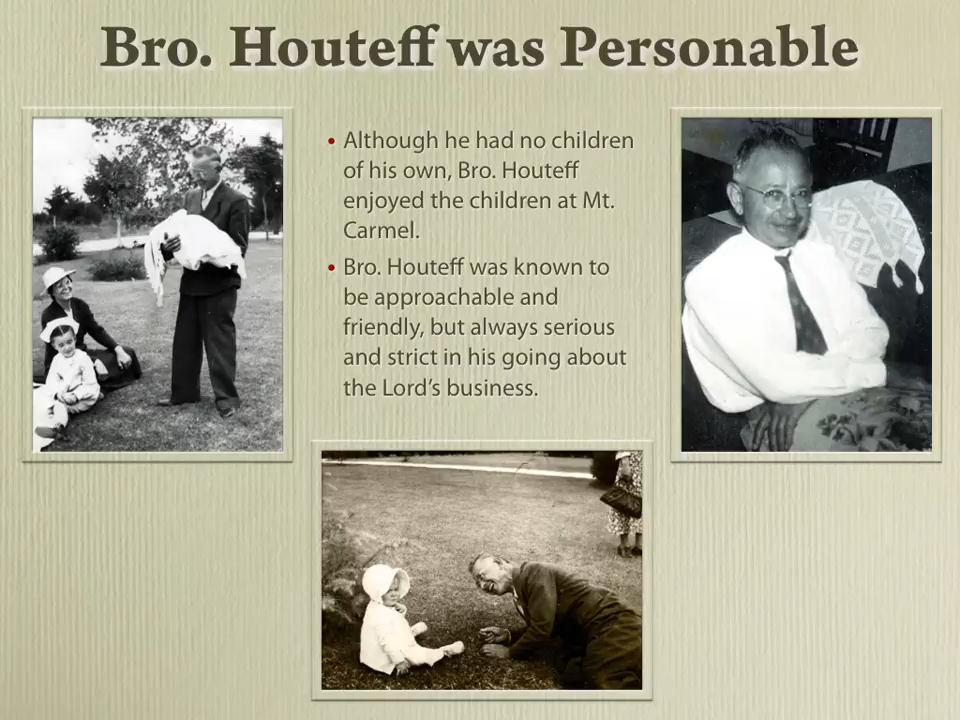 Bro. Houteff was Personable
• Although he had no children
of his own, Bro. Houteff
enjoyed the children at Mt.
Carmel.
• Bro. Houteff was known to
be approachable and
friendly, but always serious
and strict in his going about
the Lord's business.